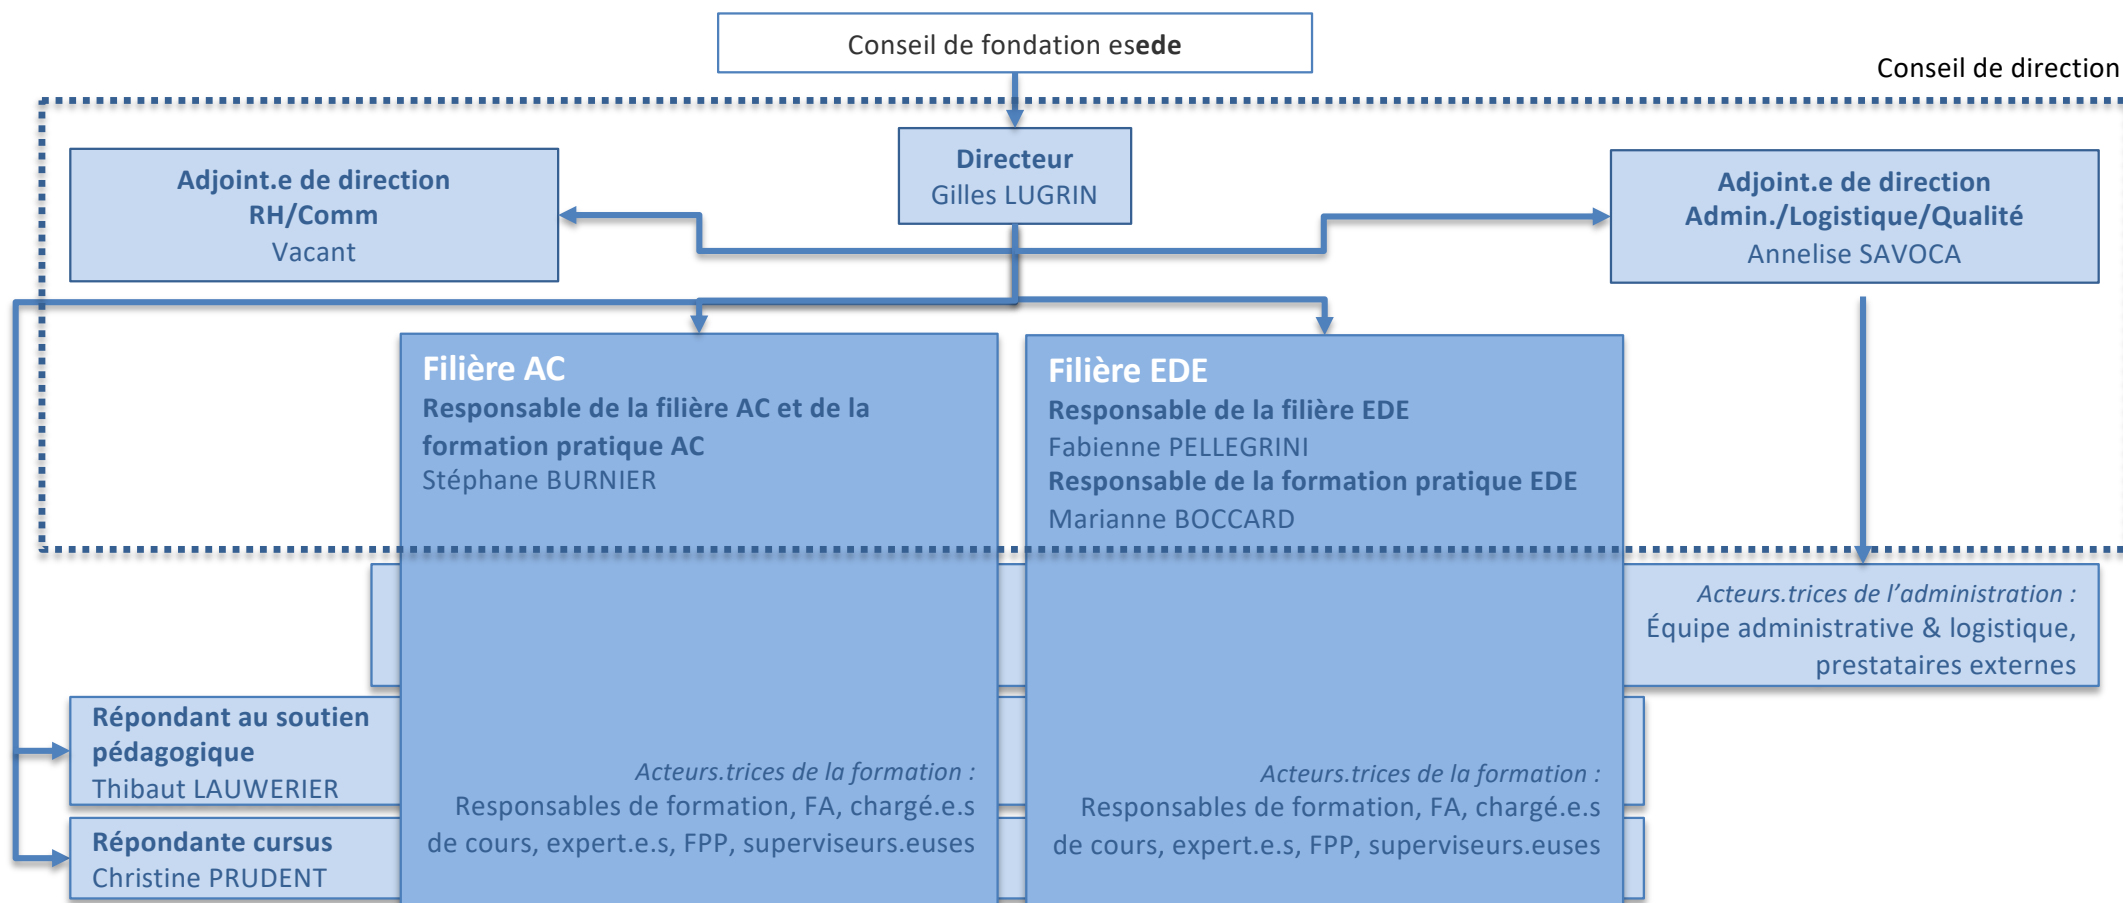 Conseil de fondation esede
Conseil de direction
Directeur
Gilles LUGRIN
Adjoint.e de direction
RH/Comm
Vacant
Adjoint.e de direction
Admin./Logistique/Qualité
Annelise SAVOCA
Filière AC
Responsable de la filière AC et de la
formation pratique AC
Stéphane BURNIER
Filière EDE
Responsable de la filière EDE
Fabienne PELLEGRINI
Responsable de la formation pratique EDE
Marianne BOCCARD
Acteurs.trices de l’administration :
Équipe administrative & logistique,
prestataires externes
Répondant au soutien
pédagogique
Thibaut LAUWERIER
Répondante cursus
Christine PRUDENT
Acteurs.trices de la formation :
Responsables de formation, FA, chargé.e.s
de cours, expert.e.s, FPP, superviseurs.euses
Acteurs.trices de la formation :
Responsables de formation, FA, chargé.e.s
de cours, expert.e.s, FPP, superviseurs.euses